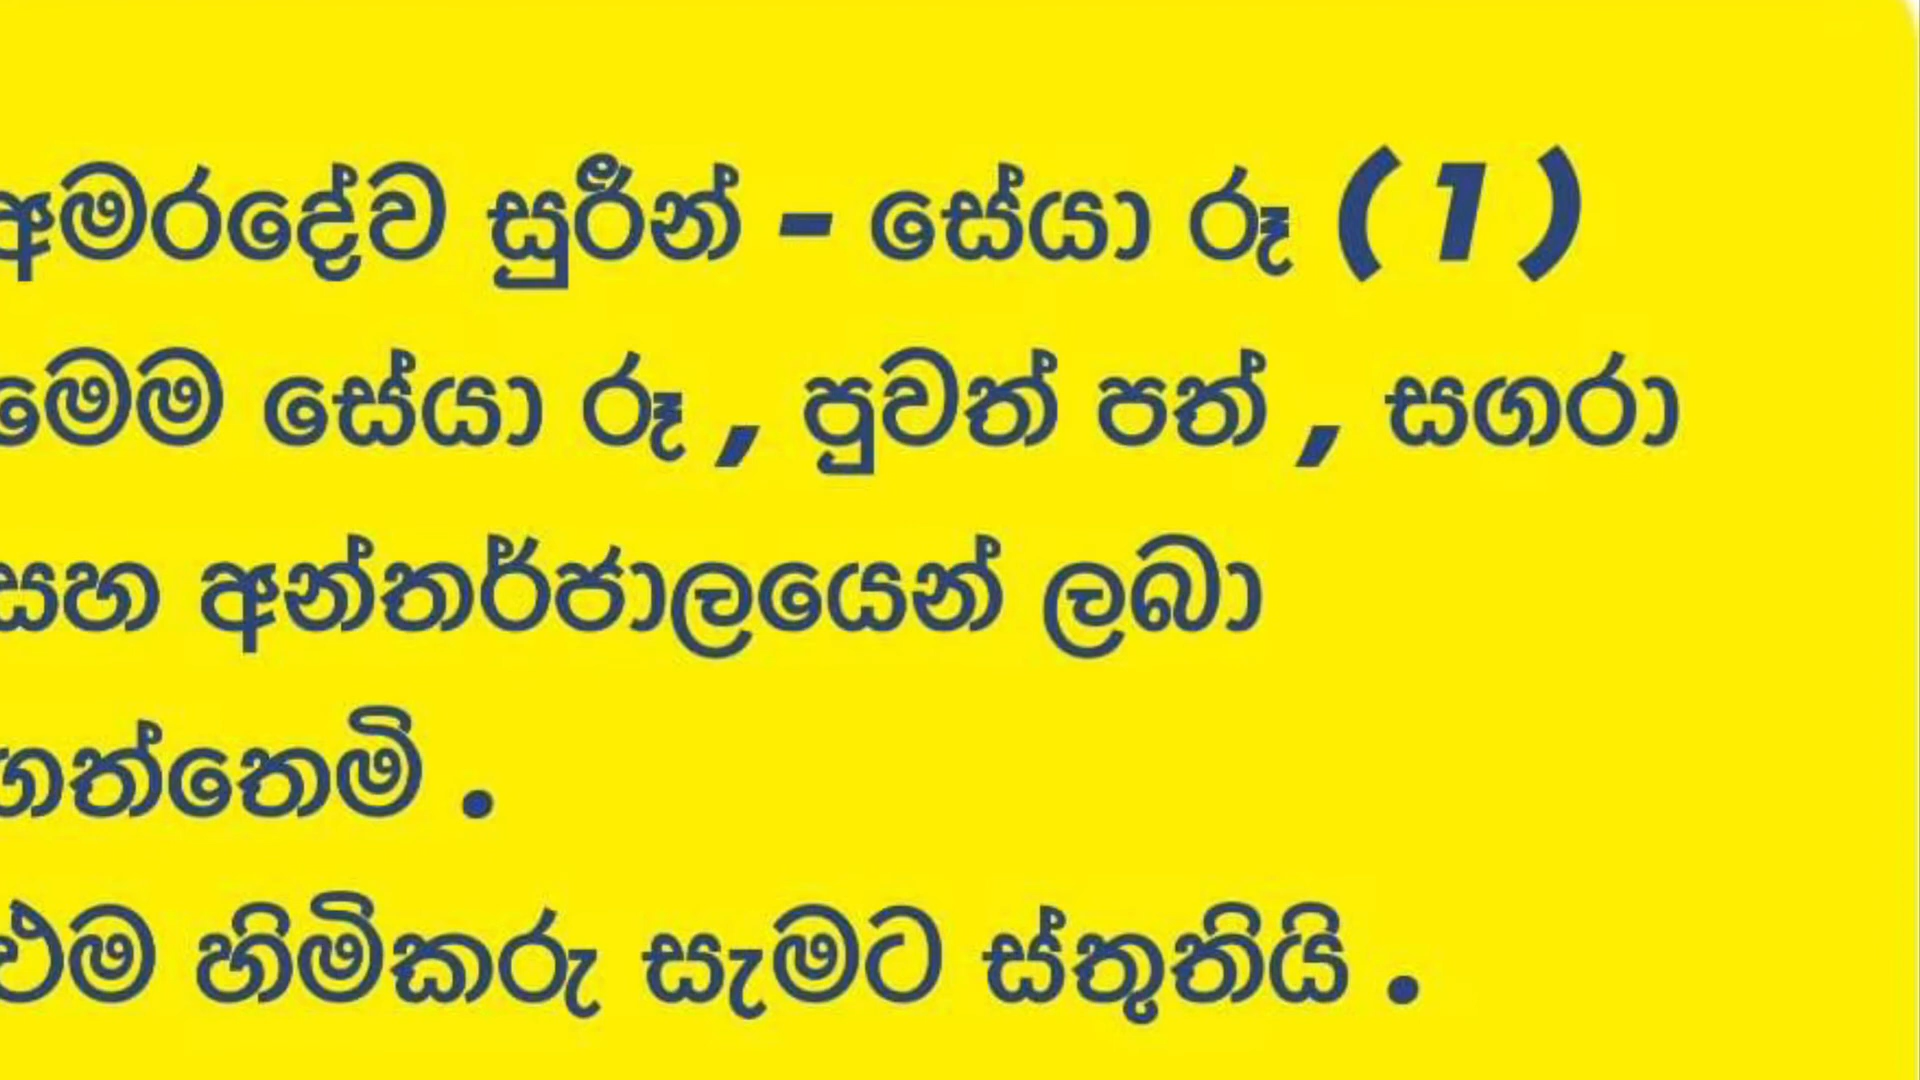 අමරදේව සුරීන් - සේයා රූ ( 1 )
මෙම සේයා රූ , පුවත් පත් , සගරා
සහ අන්තර්ජාලයෙන් ලබා
ගත්තෙමි .
එම හිමිකරු සැමට ස්තුතියි .